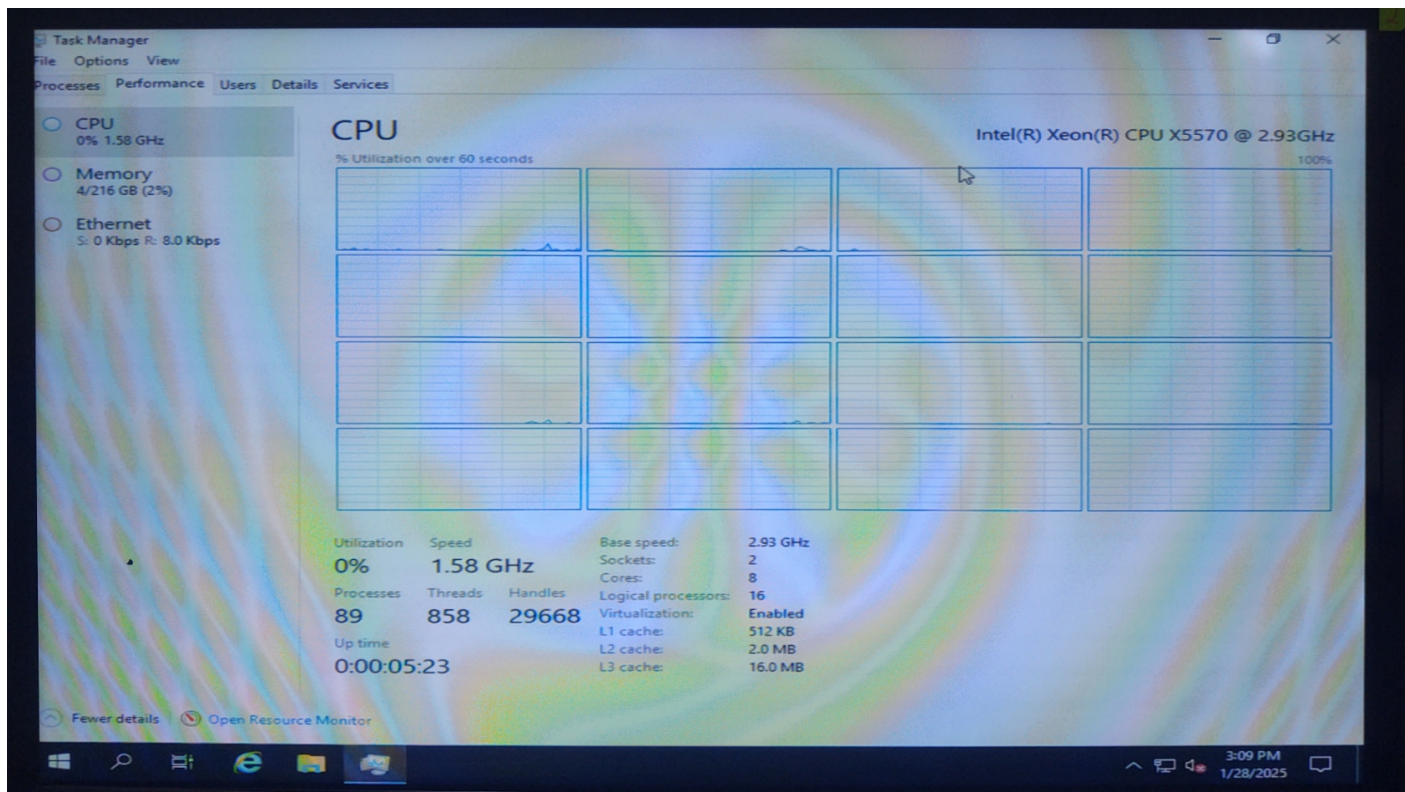 Task Manager
File Options View
Processes Performance Users Details Services
CPU
0% 1.58 GHz
Memory
4/216 GB (2%)
Ethernet
S: 0 Kbps R: 8.0 Kbps
CPU
Intel(R) Xeon(R) CPU X5570 @ 2.93GHz
% Utilization over 60 seconds
100%
Utilization Speed
0% 1.58 GHz
Processes Threads Handles
89 858 29668
Up time
0:00:05:23
Base speed: 2.93 GHz
Sockets: 2
Cores: 8
Logical processors: 16
Virtualization: Enabled
L1 cache: 512 KB
L2 cache: 2.0 MB
L3 cache: 16.0 MB
Fewer details Open Resource Monitor
3:09 PM
1/28/2025